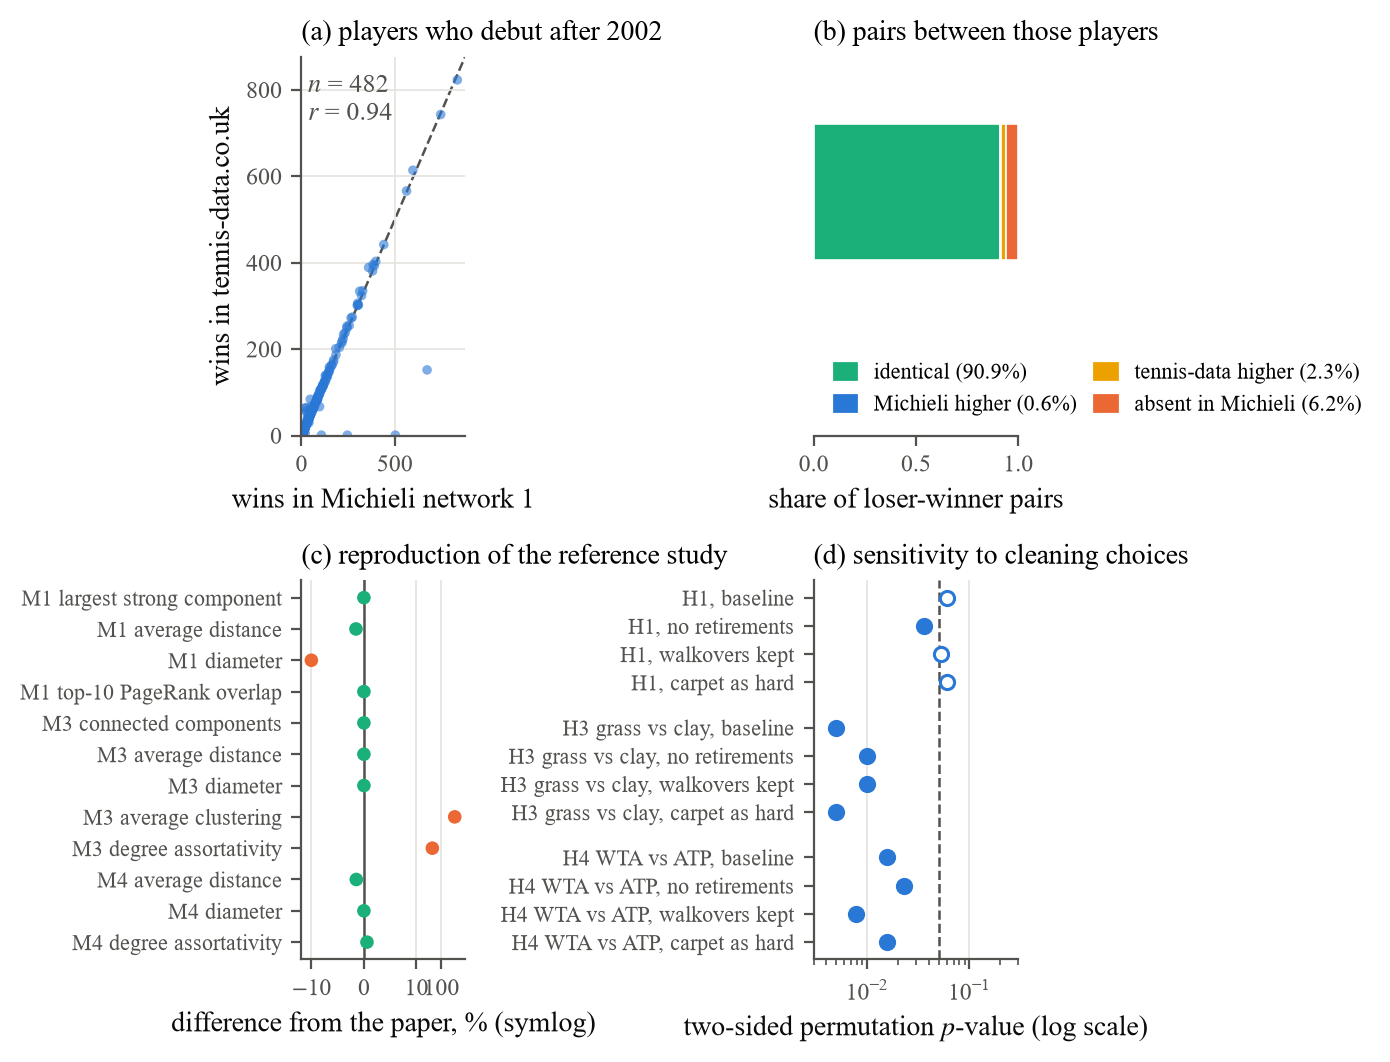 (a) players who debut after 2002
n = 482
r = 0.94
800
600
400
200
0
wins in tennis-data.co.uk
0
500
wins in Michieli network 1
(b) pairs between those players
identical (90.9%)
Michieli higher (0.6%)
tennis-data higher (2.3%)
absent in Michieli (6.2%)
0.0
0.5
1.0
share of loser-winner pairs
(c) reproduction of the reference study
M1 largest strong component
M1 average distance
M1 diameter
M1 top-10 PageRank overlap
M3 connected components
M3 average distance
M3 diameter
M3 average clustering
M3 degree assortativity
M4 average distance
M4 diameter
M4 degree assortativity
−10
0
10
100
difference from the paper, % (symlog)
(d) sensitivity to cleaning choices
H1, baseline
H1, no retirements
H1, walkovers kept
H1, carpet as hard
H3 grass vs clay, baseline
H3 grass vs clay, no retirements
H3 grass vs clay, walkovers kept
H3 grass vs clay, carpet as hard
H4 WTA vs ATP, baseline
H4 WTA vs ATP, no retirements
H4 WTA vs ATP, walkovers kept
H4 WTA vs ATP, carpet as hard
10⁻²
10⁻¹
two-sided permutation p-value (log scale)